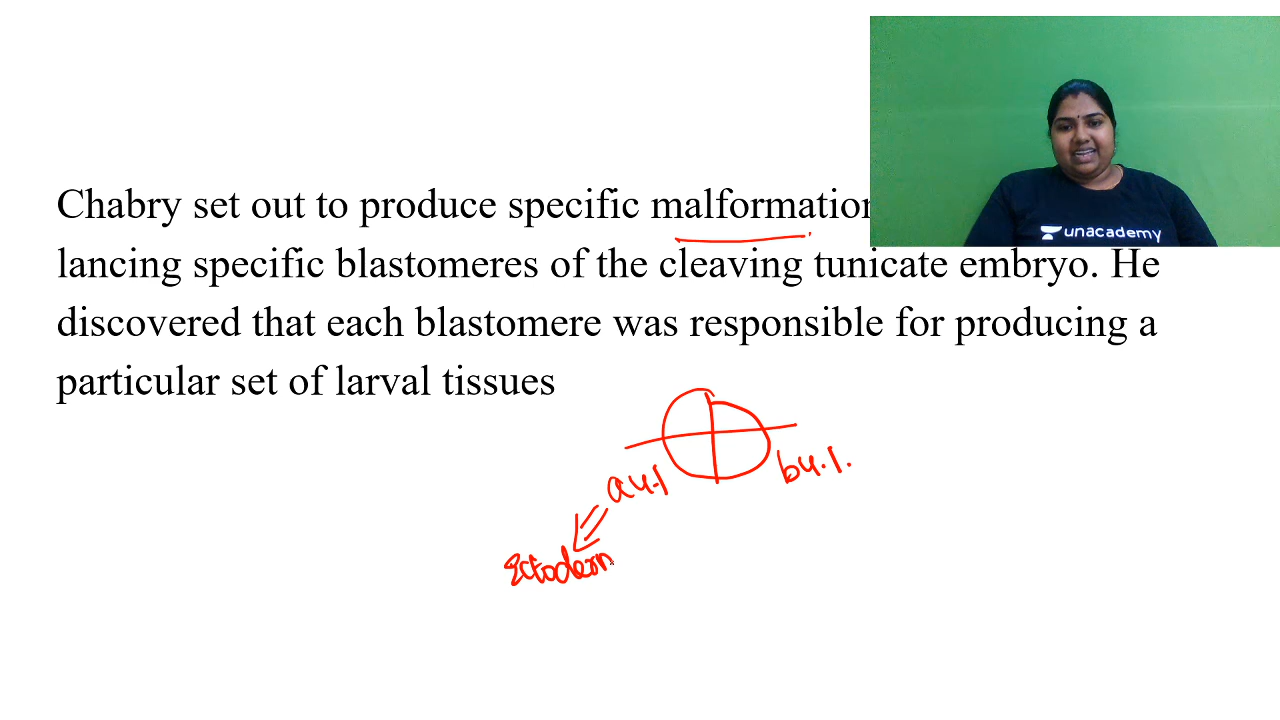 Chabry set out to produce specific malformation
unacademy
lancing specific blastomeres of the cleaving tunicate embryo. He
discovered that each blastomere was responsible for producing a
particular set of larval tissues
a4.1
b4.1.
Ectoderm